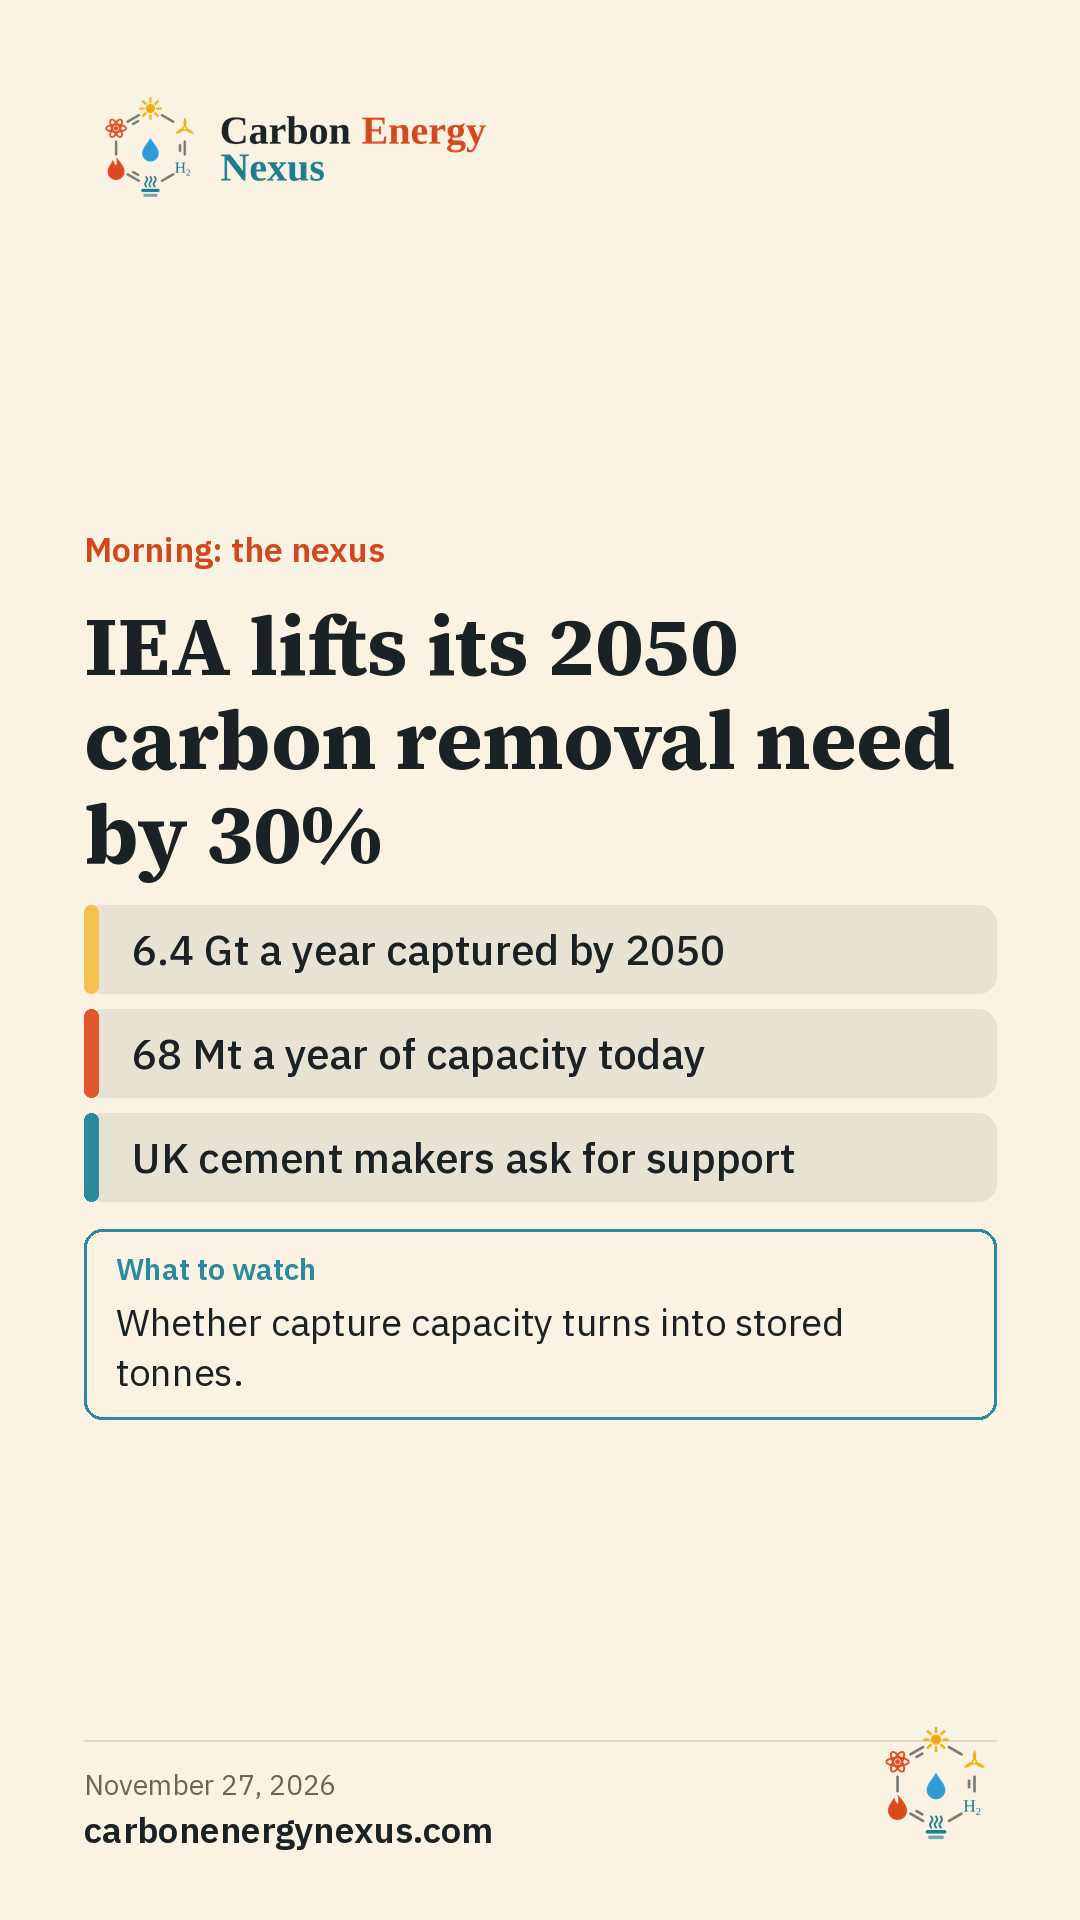 Carbon Energy
Nexus
H₂
Morning: the nexus
IEA lifts its 2050
carbon removal need
by 30%
6.4 Gt a year captured by 2050
68 Mt a year of capacity today
UK cement makers ask for support
What to watch
Whether capture capacity turns into stored
tonnes.
November 27, 2026
carbonenergynexus.com
H₂